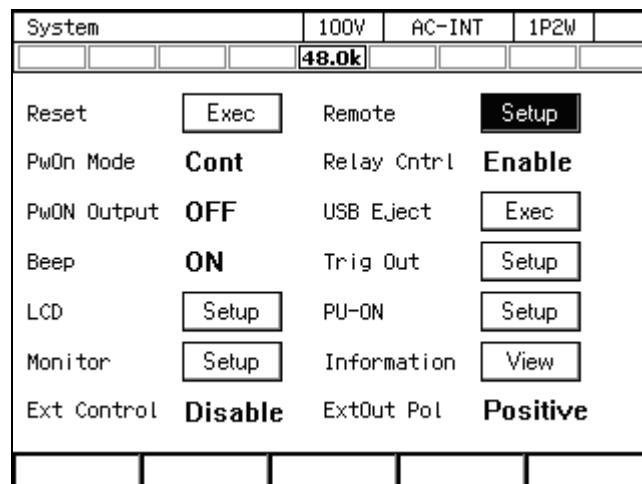 System 100V AC-INT 1P2W
48.0k
Reset Exec Remote Setup
PwOn Mode Cont Relay Cntrl Enable
PwON Output OFF USB Eject Exec
Beep ON Trig Out Setup
LCD Setup PU-ON Setup
Monitor Setup Information View
Ext Control Disable ExtOut Pol Positive